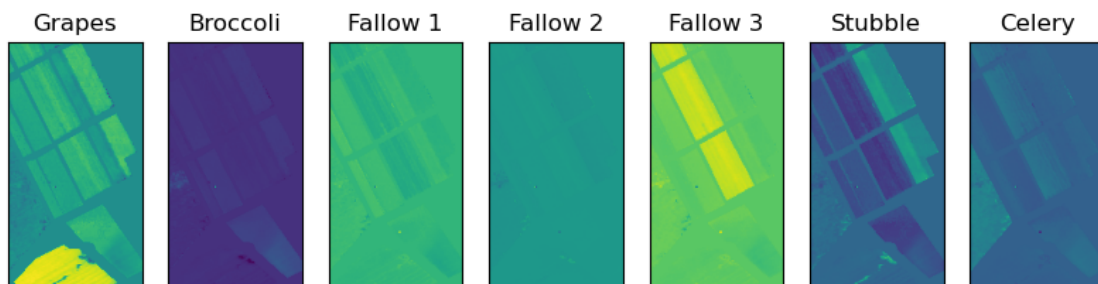 Grapes
Broccoli
Fallow 1
Fallow 2
Fallow 3
Stubble
Celery